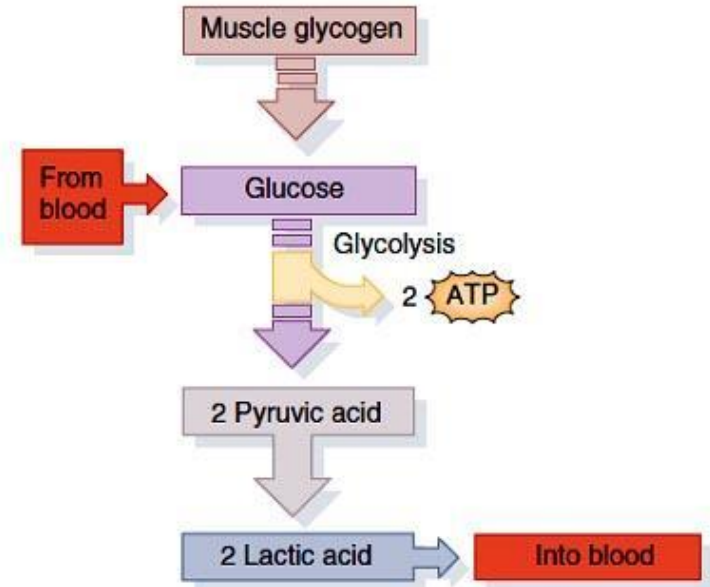 Muscle glycogen
From
blood
Glucose
Glycolysis
2 ATP
2 Pyruvic acid
2 Lactic acid
Into blood